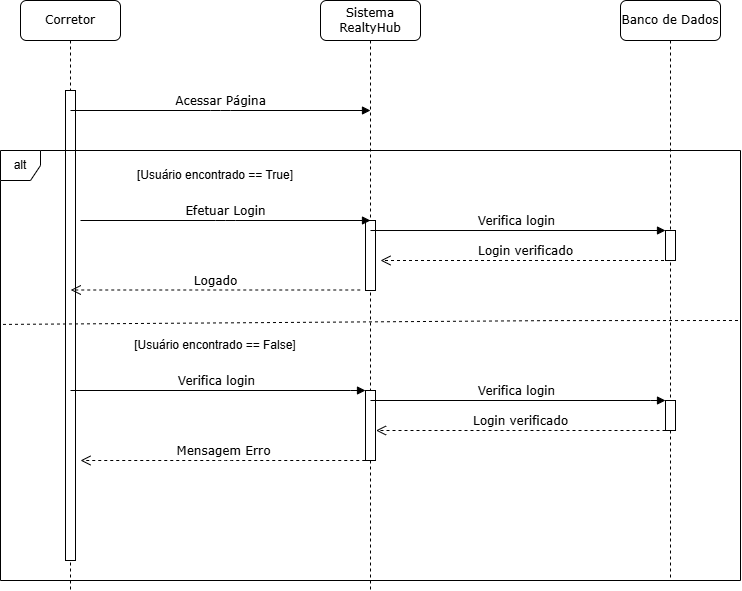 Corretor
Sistema
RealtyHub
Banco de Dados
Acessar Página
alt
[Usuário encontrado == True]
Efetuar Login
Verifica login
Login verificado
Logado
[Usuário encontrado == False]
Verifica login
Verifica login
Login verificado
Mensagem Erro